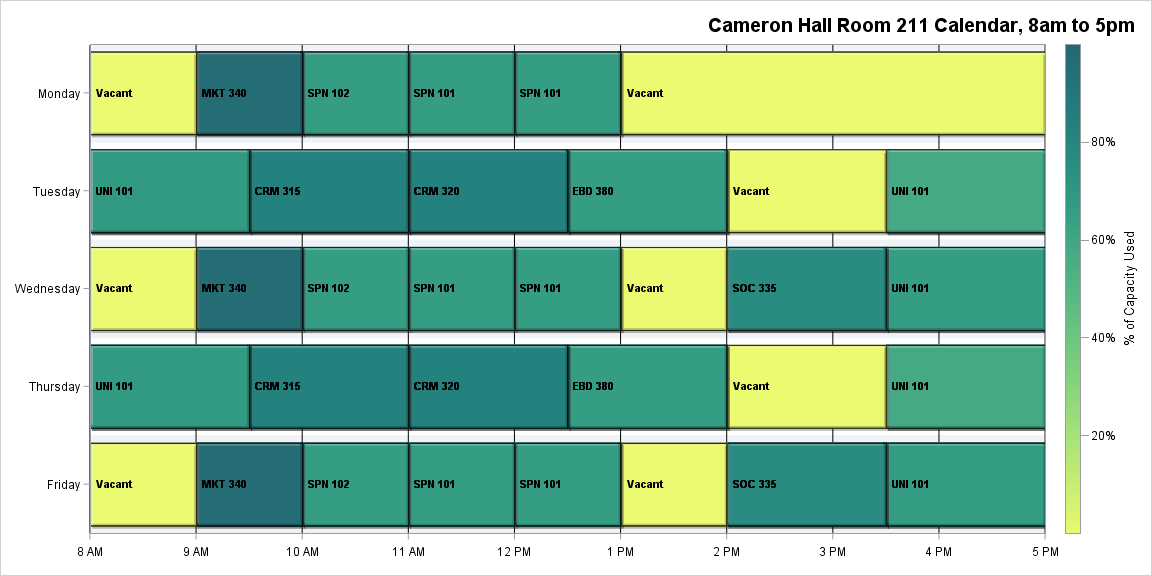 Cameron Hall Room 211 Calendar, 8am to 5pm
Monday
Vacant
MKT 340
SPN 102
SPN 101
SPN 101
Vacant
Tuesday
UNI 101
CRM 315
CRM 320
EBD 380
Vacant
UNI 101
Wednesday
Vacant
MKT 340
SPN 102
SPN 101
SPN 101
Vacant
SOC 335
UNI 101
Thursday
UNI 101
CRM 315
CRM 320
EBD 380
Vacant
UNI 101
Friday
Vacant
MKT 340
SPN 102
SPN 101
SPN 101
Vacant
SOC 335
UNI 101
8 AM
9 AM
10 AM
11 AM
12 PM
1 PM
2 PM
3 PM
4 PM
5 PM
80%
60%
40%
20%
% of Capacity Used